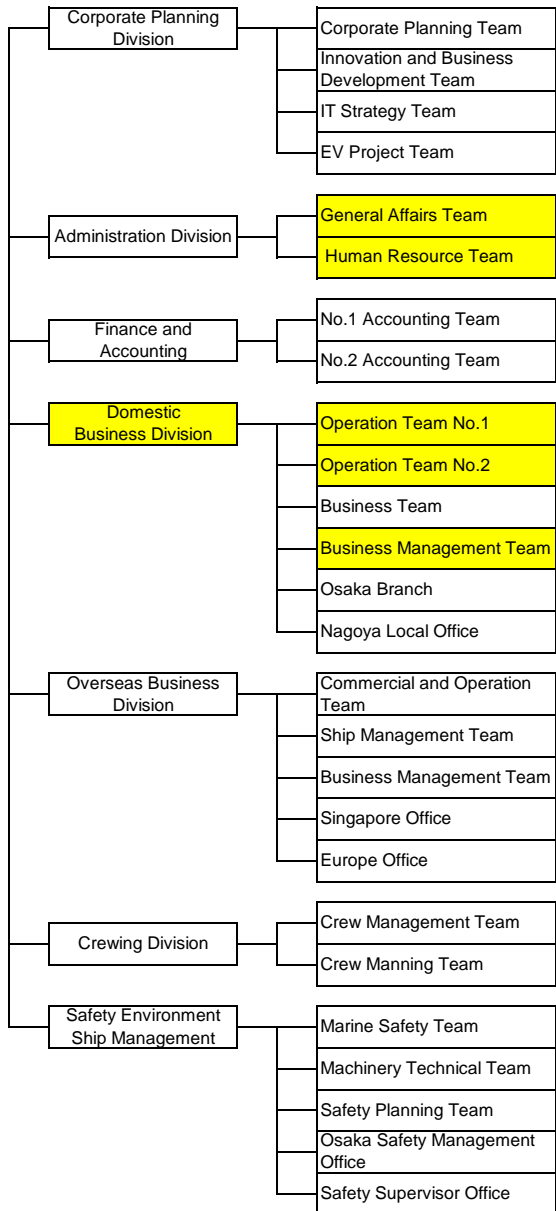 Corporate Planning
Division
Corporate Planning Team
Innovation and Business
Development Team
IT Strategy Team
EV Project Team
Administration Division
General Affairs Team
Human Resource Team
Finance and
Accounting
No.1 Accounting Team
No.2 Accounting Team
Domestic
Business Division
Operation Team No.1
Operation Team No.2
Business Team
Business Management Team
Osaka Branch
Nagoya Local Office
Overseas Business
Division
Commercial and Operation
Team
Ship Management Team
Business Management Team
Singapore Office
Europe Office
Crewing Division
Crew Management Team
Crew Manning Team
Safety Environment
Ship Management
Marine Safety Team
Machinery Technical Team
Safety Planning Team
Osaka Safety Management
Office
Safety Supervisor Office